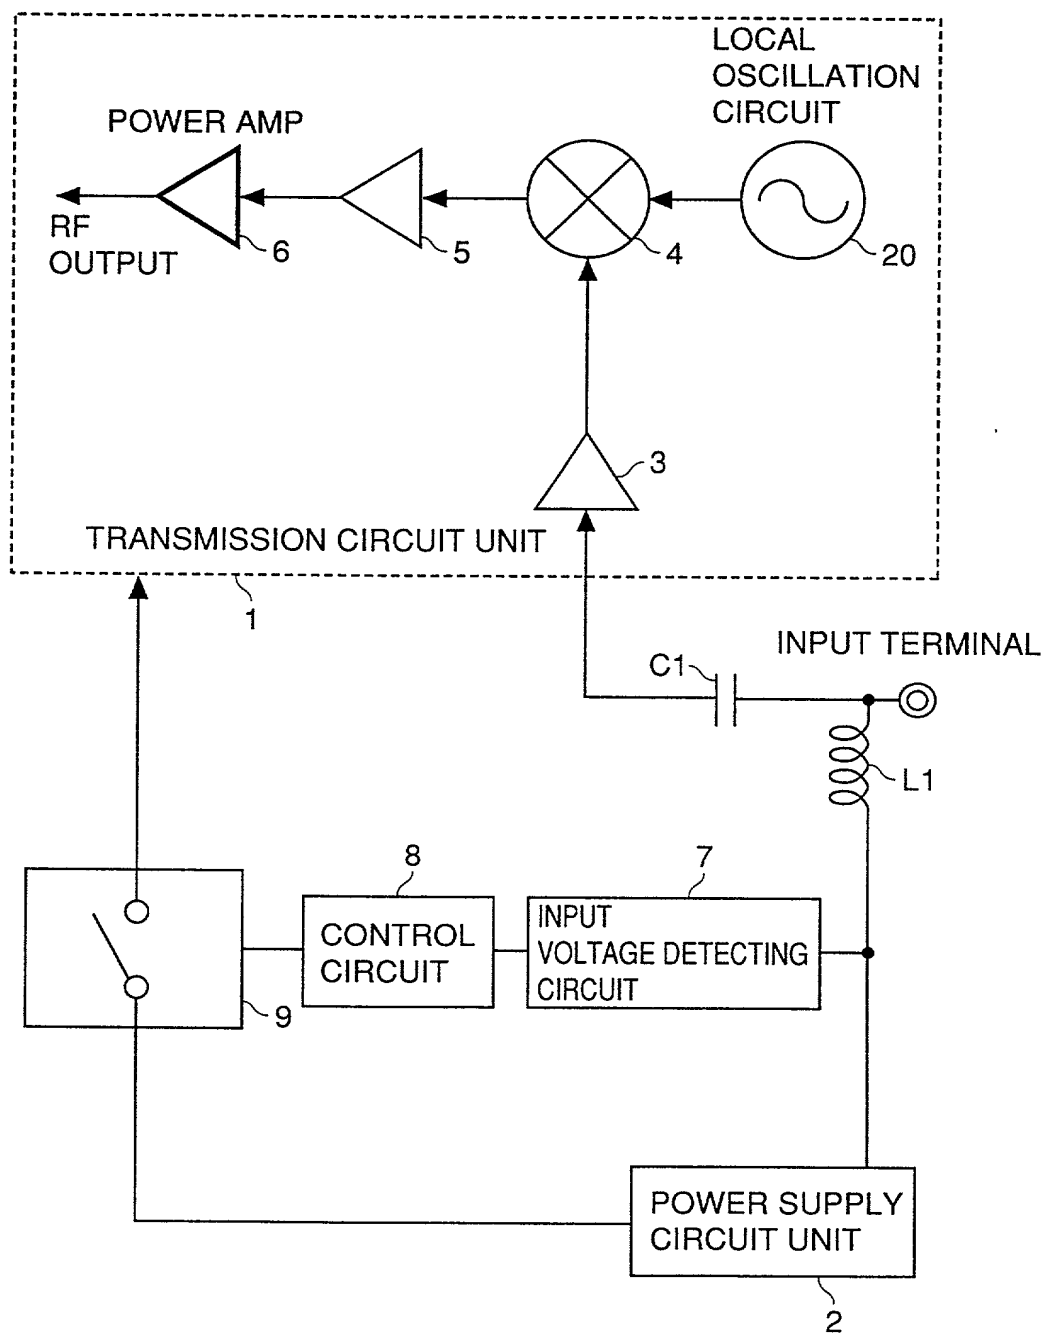 LOCAL
OSCILLATION
CIRCUIT
POWER AMP
RF
OUTPUT
6
5
4
20
3
TRANSMISSION CIRCUIT UNIT
1
INPUT TERMINAL
C1
L1
8
7
CONTROL
CIRCUIT
INPUT
VOLTAGE DETECTING
CIRCUIT
9
POWER SUPPLY
CIRCUIT UNIT
2